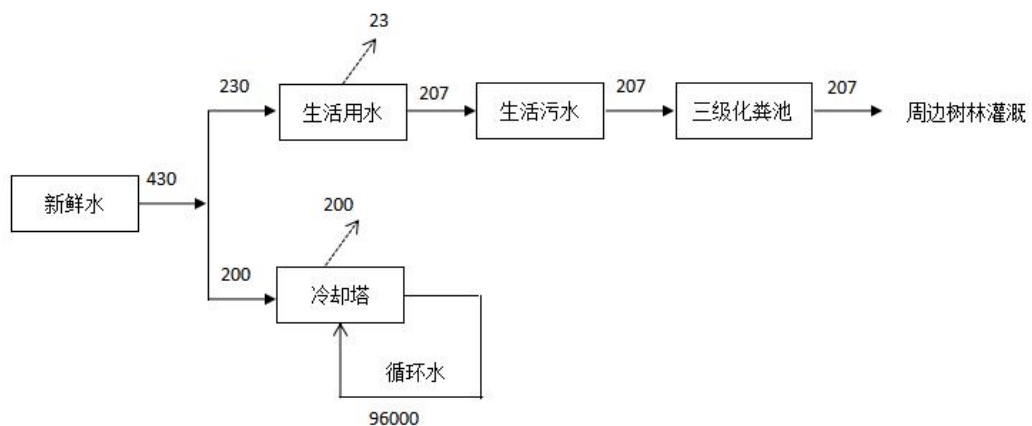 23
230
生活用水
207
生活污水
207
三级化粪池
207
周边树林灌溉
新鲜水
430
200
200
冷却塔
循环水
96000